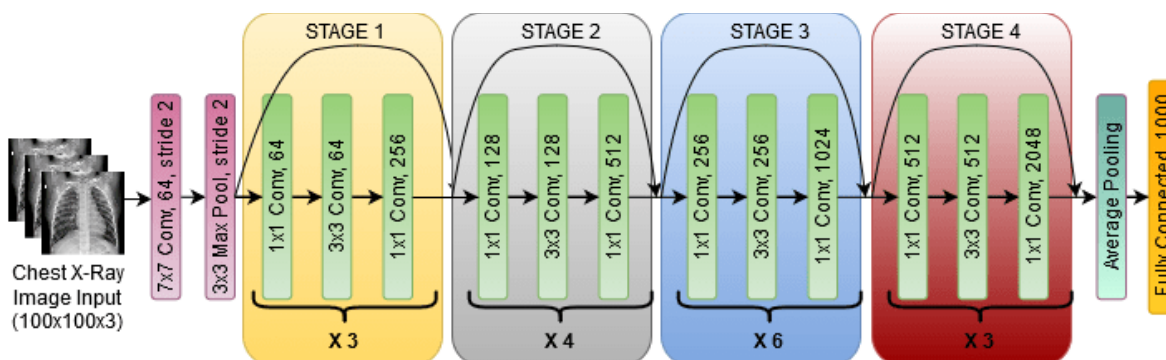 Chest X-Ray
Image Input
(100x100x3)
7x7 Conv, 64, stride 2
3x3 Max Pool, stride 2
STAGE 1
1x1 Conv, 64
3x3 Conv, 64
1x1 Conv, 256
X 3
STAGE 2
1x1 Conv, 128
3x3 Conv, 128
1x1 Conv, 512
X 4
STAGE 3
1x1 Conv, 256
3x3 Conv, 256
1x1 Conv, 1024
X 6
STAGE 4
1x1 Conv, 512
3x3 Conv, 512
1x1 Conv, 2048
X 3
Average Pooling
Fully Connected, 1000